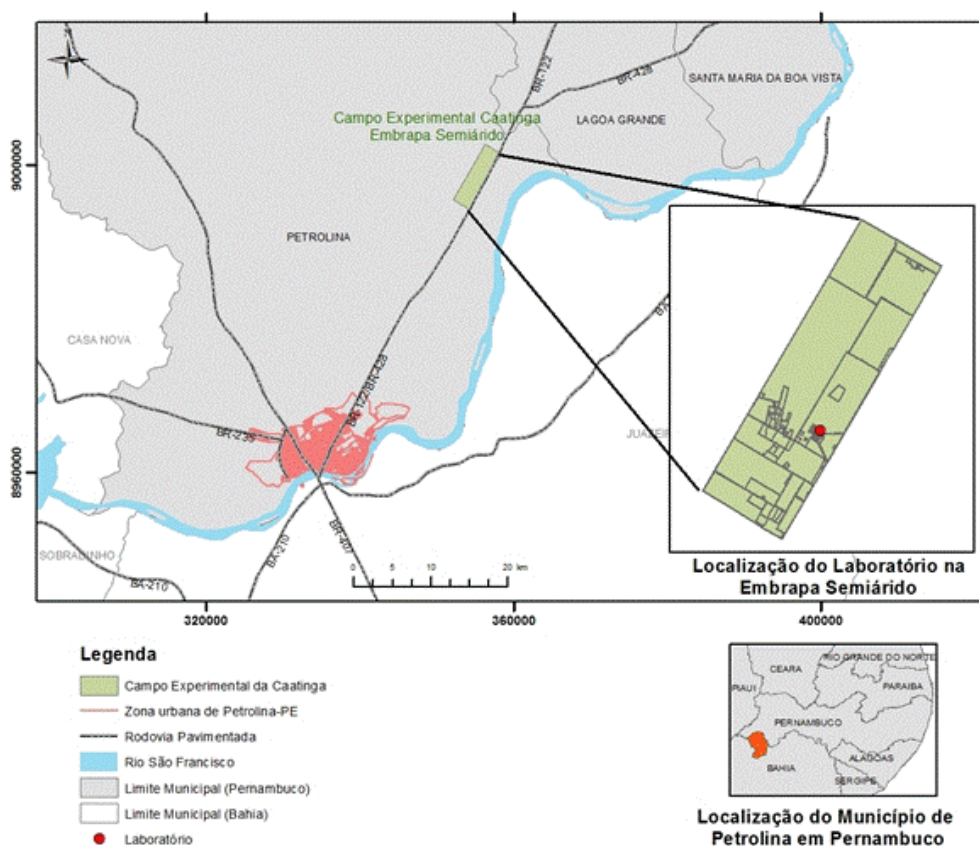 BR-122
BR-428
SANTA MARIA DA BOA VISTA
LAGOA GRANDE
Campo Experimental Caatinga
Embrapa Semiárido
9000000
PETROLINA
CASA NOVA
BR-122/BR-428
BR-235
JUAZEIR
BA
8960000
SOBRADINHO
BA-210
BA-210
BR-407
0 5 10 20 km
Localização do Laboratório na
Embrapa Semiárido
320000 360000 400000
Legenda
Campo Experimental da Caatinga
Zona urbana de Petrolina-PE
Rodovia Pavimentada
Rio São Francisco
Limite Municipal (Pernambuco)
Limite Municipal (Bahia)
Laboratório
CEARA
RIO GRANDE DO NORTE
PIAUI
PARAIBA
PERNAMBUCO
ALAGOAS
BAHIA
SERGIPE
Localização do Município de
Petrolina em Pernambuco